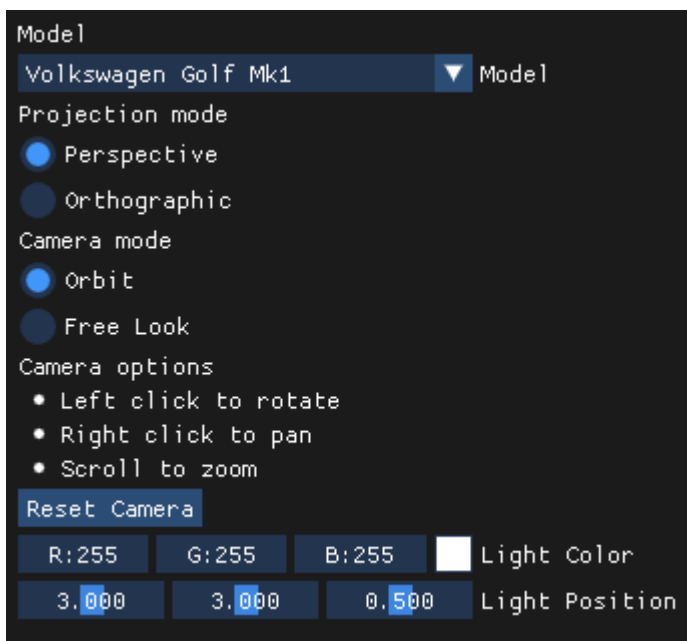 Model
Volkswagen Golf Mk1 Model
Projection mode
Perspective
Orthographic
Camera mode
Orbit
Free Look
Camera options
• Left click to rotate
• Right click to pan
• Scroll to zoom
Reset Camera
R:255 G:255 B:255 Light Color
3.000 3.000 0.500 Light Position